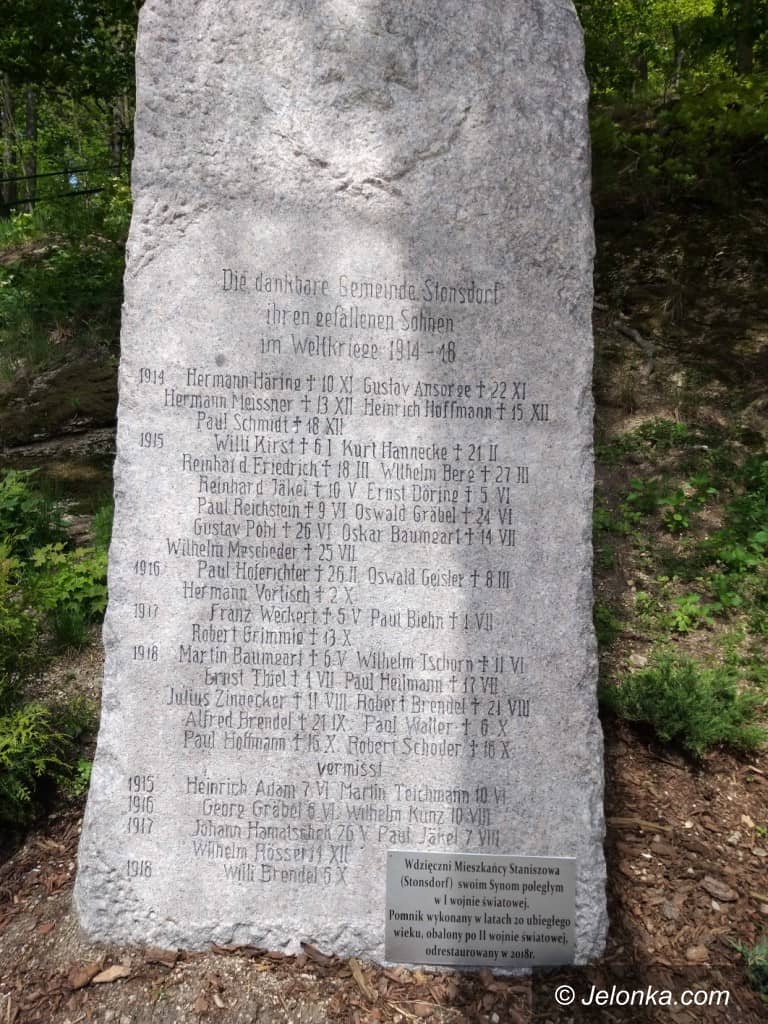 Die dankbare Gemeinde Stonsdorf
ihren gefallenen Söhnen
im Weltkriege 1914-18
1914 Hermann Häring † 10 XI Gustav Ansorge † 22 XI
Hermann Meissner † 13 XII Heinrich Hoffmann † 15 XII
Paul Schmidt † 18 XII
1915 Willi Kirst † 6 I Kurt Hannecke † 21 II
Reinhard Friedrich † 18 III Wilhelm Berg † 27 III
Reinhard Jäkel † 10 V Ernst Döring † 5 VI
Paul Reichstein † 9 VI Oswald Gräbel † 24 VI
Gustav Pohl † 26 VI Oskar Baumgart † 14 VII
Wilhelm Mescheder † 25 VII
1916 Paul Hoferichter † 26 II Oswald Geisler † 8 III
Hermann Vortisch † 2 X
1917 Franz Weckert † 5 V Paul Biehn † 1 VII
Robert Grimmig † 13 X
1918 Martin Baumgart † 6 V Wilhelm Tschorn † 11 VI
Ernst Thiel † 4 VII Paul Heilmann † 17 VII
Julius Zinnecker † 11 VIII Robert Brendel † 21 VIII
Alfred Brendel † 21 IX Paul Walter † 6 X
Paul Hoffmann † 16 X Robert Schoder † 16 X
vermisst
1915 Heinrich Adam 7 VI Martin Teichmann 10 VI
1916 Georg Gräbel 6 VI Wilhelm Kunz 10 VIII
1917 Johann Hamatschek 26 V Paul Jäkel 7 VIII
Wilhelm Rösset 14 XII
1918 Willi Brendel 5 X
Wdzięczni Mieszkańcy Staniszowa
(Stonsdorf) swoim Synom poległym
w I wojnie światowej.
Pomnik wykonany w latach 20 ubiegłego
wieku, obalony po II wojnie światowej,
odrestaurowany w 2018r.
© Jelonka.com